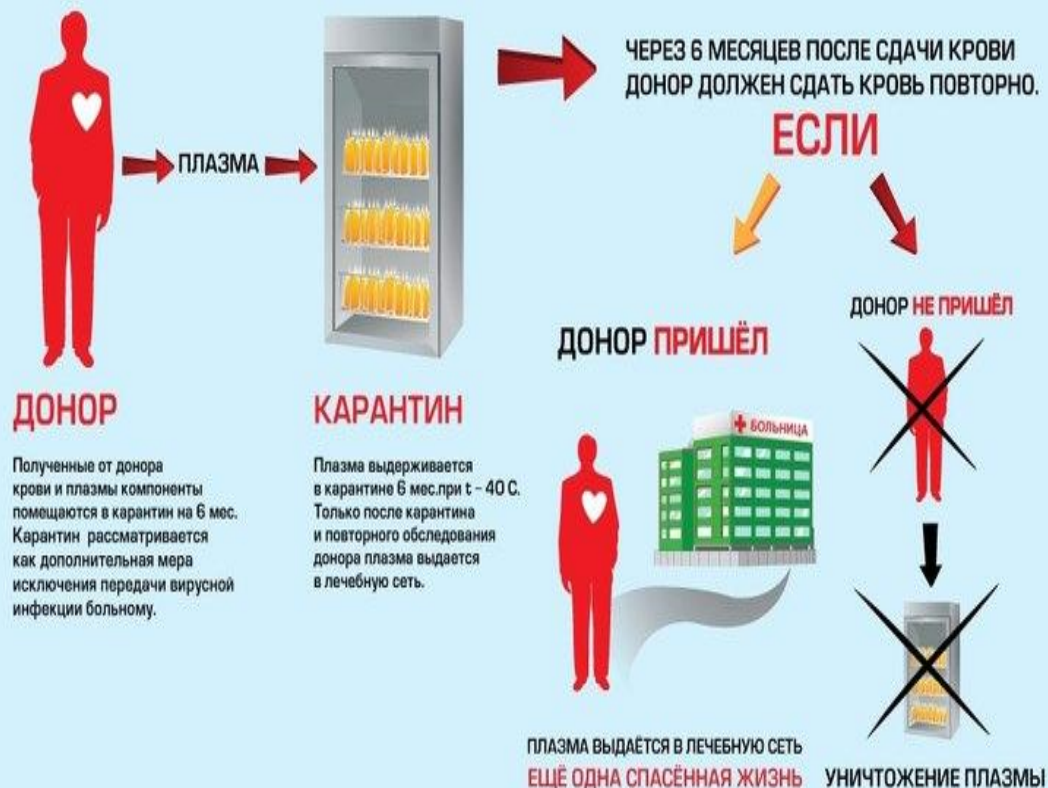 ПЛАЗМА
ЧЕРЕЗ 6 МЕСЯЦЕВ ПОСЛЕ СДАЧИ КРОВИ
ДОНОР ДОЛЖЕН СДАТЬ КРОВЬ ПОВТОРНО.
ЕСЛИ
ДОНОР
Полученные от донора
крови и плазмы компоненты
помещаются в карантин на 6 мес.
Карантин рассматривается
как дополнительная мера
исключения передачи вирусной
инфекции больному.
КАРАНТИН
Плазма выдерживается
в карантине 6 мес.при t – 40 С.
Только после карантина
и повторного обследования
донора плазма выдается
в лечебную сеть.
ДОНОР ПРИШЁЛ
БОЛЬНИЦА
ПЛАЗМА ВЫДАЁТСЯ В ЛЕЧЕБНУЮ СЕТЬ
ЕЩЁ ОДНА СПАСЁННАЯ ЖИЗНЬ
ДОНОР НЕ ПРИШЁЛ
УНИЧТОЖЕНИЕ ПЛАЗМЫ